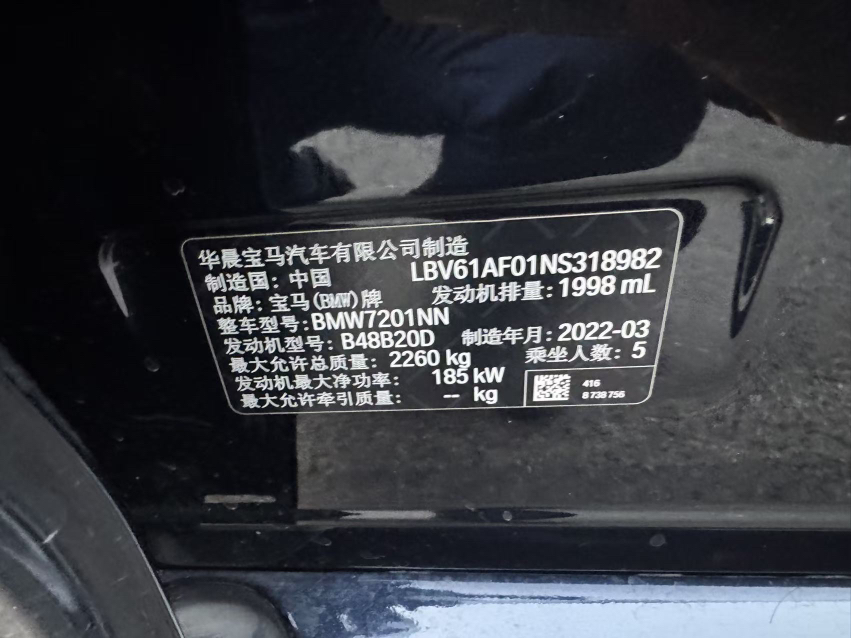 华晨宝马汽车有限公司制造
制造国: 中国 LBV61AF01NS318982
品牌: 宝马(BMW)牌 发动机排量: 1998 mL
整车型号: BMW7201NN
发动机型号: B48B20D 制造年月: 2022-03
最大允许总质量: 2260 kg 乘坐人数: 5
发动机最大净功率: 185 kW
最大允许牵引质量: -- kg
416
8 738 756